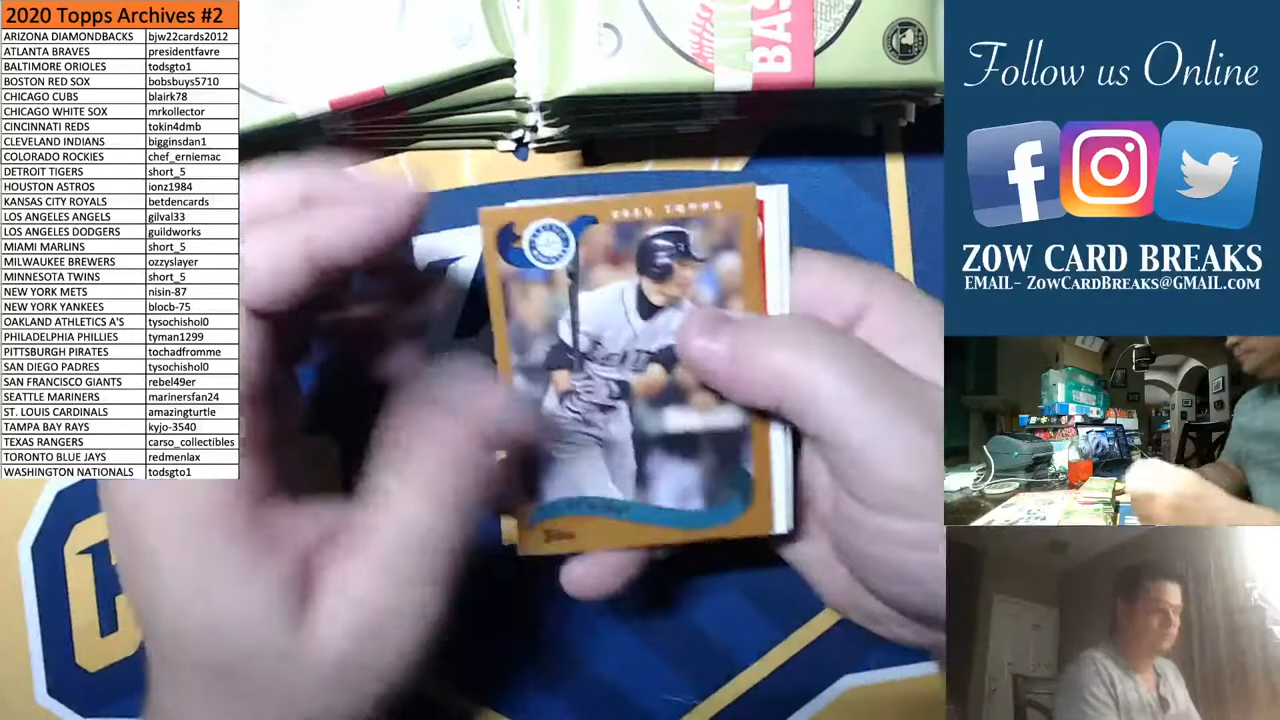 2020 Topps Archives #2
ARIZONA DIAMONDBACKS bjw22cards2012
ATLANTA BRAVES presidentfavre
BALTIMORE ORIOLES todsgto1
BOSTON RED SOX bobsbuys5710
CHICAGO CUBS blairk78
CHICAGO WHITE SOX mrkollector
CINCINNATI REDS tokin4dmb
CLEVELAND INDIANS bigginsdan1
COLORADO ROCKIES chef_erniemac
DETROIT TIGERS short_5
HOUSTON ASTROS ionz1984
KANSAS CITY ROYALS betdencards
LOS ANGELES ANGELS gilval33
LOS ANGELES DODGERS guildworks
MIAMI MARLINS short_5
MILWAUKEE BREWERS ozzyslayer
MINNESOTA TWINS short_5
NEW YORK METS nisin-87
NEW YORK YANKEES blocb-75
OAKLAND ATHLETICS A'S tysochishol0
PHILADELPHIA PHILLIES tyman1299
PITTSBURGH PIRATES tochadfromme
SAN DIEGO PADRES tysochishol0
SAN FRANCISCO GIANTS rebel49er
SEATTLE MARINERS marinersfan24
ST. LOUIS CARDINALS amazingturtle
TAMPA BAY RAYS kyjo-3540
TEXAS RANGERS carso_collectibles
TORONTO BLUE JAYS redmenlax
WASHINGTON NATIONALS todsgto1
BAS
TOPPS
Topps
Follow us Online
f
ZOW CARD BREAKS
EMAIL- ZOWCARDBREAKS@GMAIL.COM